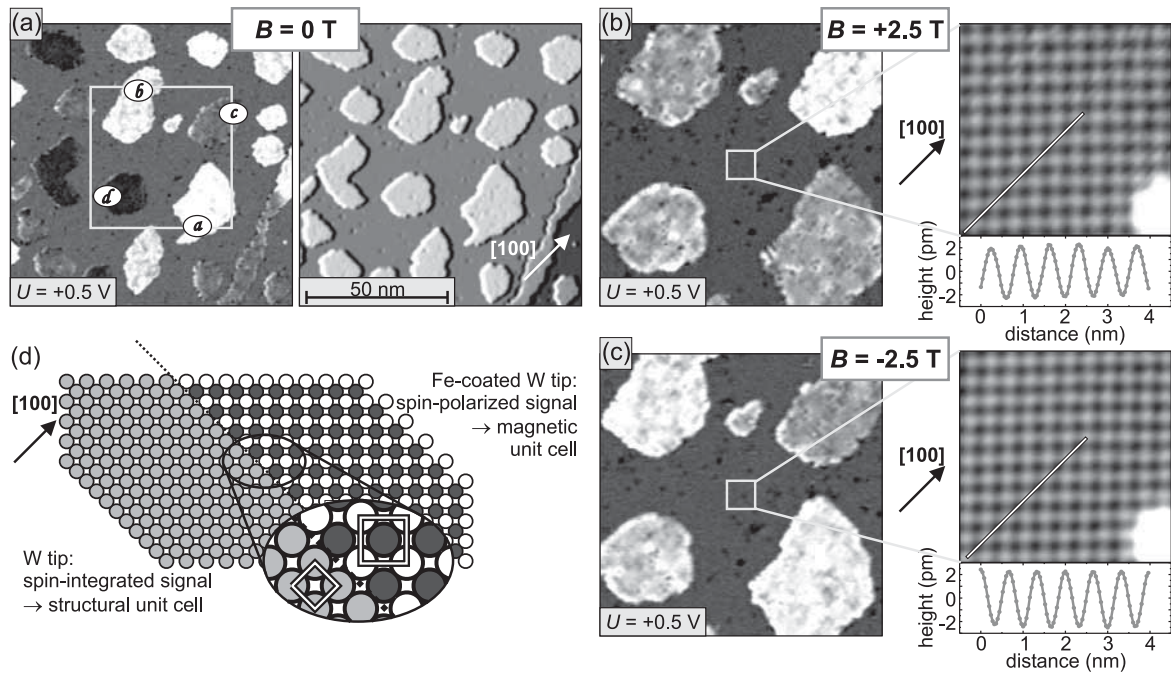 (a)
B = 0 T
b
c
d
a
U = +0.5 V
[100]
50 nm
(b)
B = +2.5 T
U = +0.5 V
[100]
height (pm)
2
0
-2
0 1 2 3 4
distance (nm)
(c)
B = -2.5 T
U = +0.5 V
[100]
height (pm)
2
0
-2
0 1 2 3 4
distance (nm)
(d)
[100]
Fe-coated W tip:
spin-polarized signal
→ magnetic
unit cell
W tip:
spin-integrated signal
→ structural unit cell